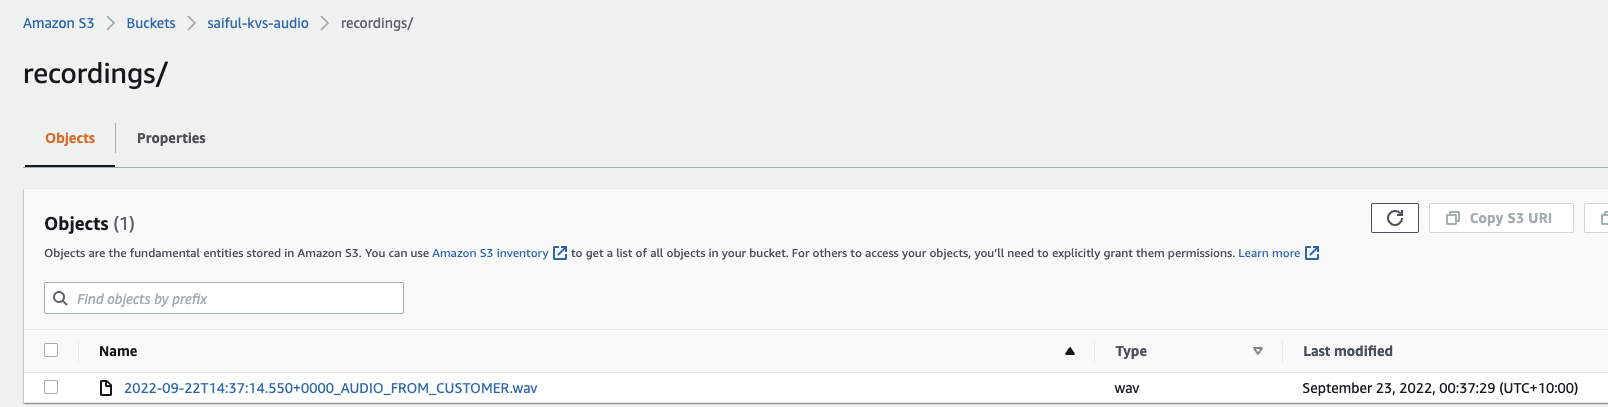 Amazon S3 > Buckets > saiful-kvs-audio > recordings/
recordings/
Objects Properties
Objects (1)
Copy S3 URI
Objects are the fundamental entities stored in Amazon S3. You can use Amazon S3 inventory to get a list of all objects in your bucket. For others to access your objects, you'll need to explicitly grant them permissions. Learn more
Find objects by prefix
Name Type Last modified
2022-09-22T14:37:14.550+0000_AUDIO_FROM_CUSTOMER.wav wav September 23, 2022, 00:37:29 (UTC+10:00)